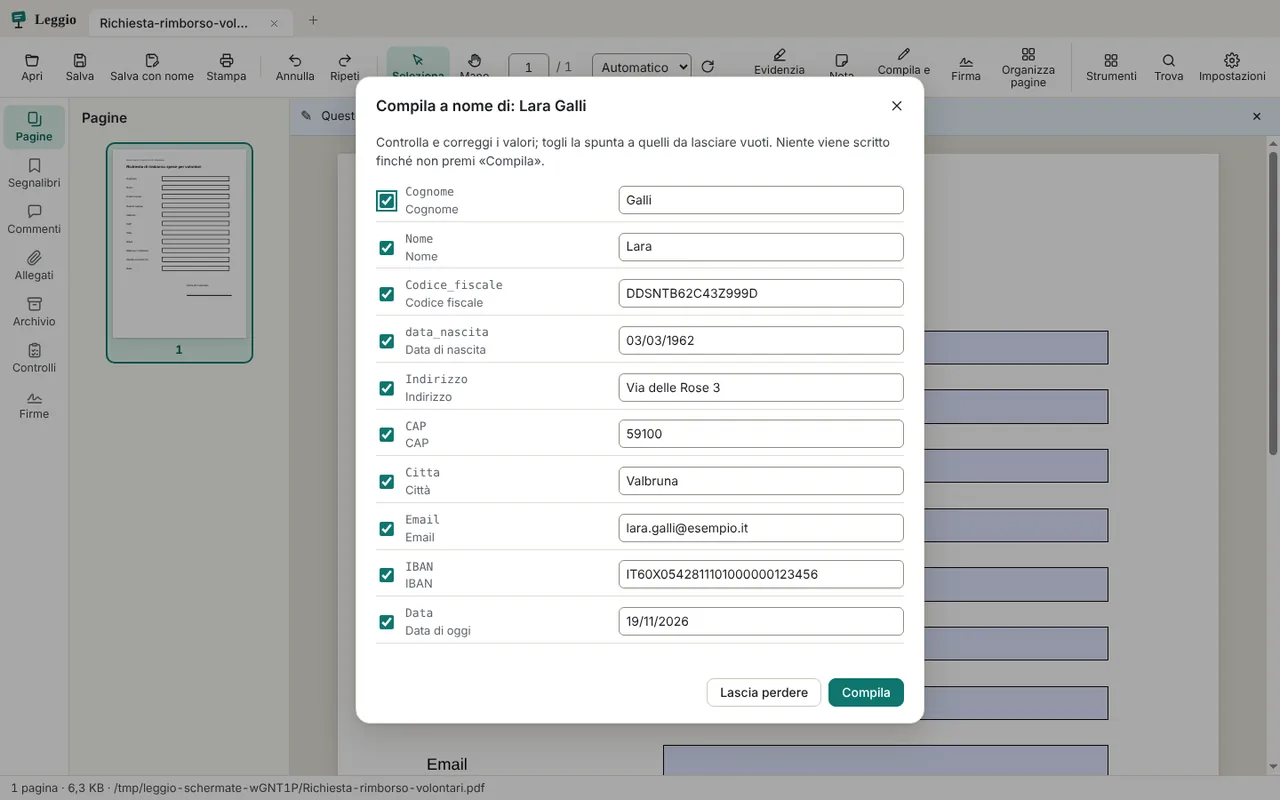 Leggio
Richiesta-rimborso-vol...
Apri
Salva
Salva con nome
Stampa
Annulla
Ripeti
Seleziona
Mano
1
/ 1
Automatico
Evidenzia
Nota
Compila e
Firma
Organizza
pagine
Strumenti
Trova
Impostazioni
Pagine
Segnalibri
Commenti
Allegati
Archivio
Controlli
Firme
Pagine
1
Quest
Compila a nome di: Lara Galli
Controlla e correggi i valori; togli la spunta a quelli da lasciare vuoti. Niente viene scritto
finché non premi «Compila».
Cognome
Cognome
Galli
Nome
Nome
Lara
Codice_fiscale
Codice fiscale
DDSNTB62C43Z999D
data_nascita
Data di nascita
03/03/1962
Indirizzo
Indirizzo
Via delle Rose 3
CAP
CAP
59100
Citta
Città
Valbruna
Email
Email
lara.galli@esempio.it
IBAN
IBAN
IT60X0542811101000000123456
Data
Data di oggi
19/11/2026
Lascia perdere
Compila
Email
1 pagina · 6,3 KB · /tmp/leggio-schermate-wGNT1P/Richiesta-rimborso-volontari.pdf